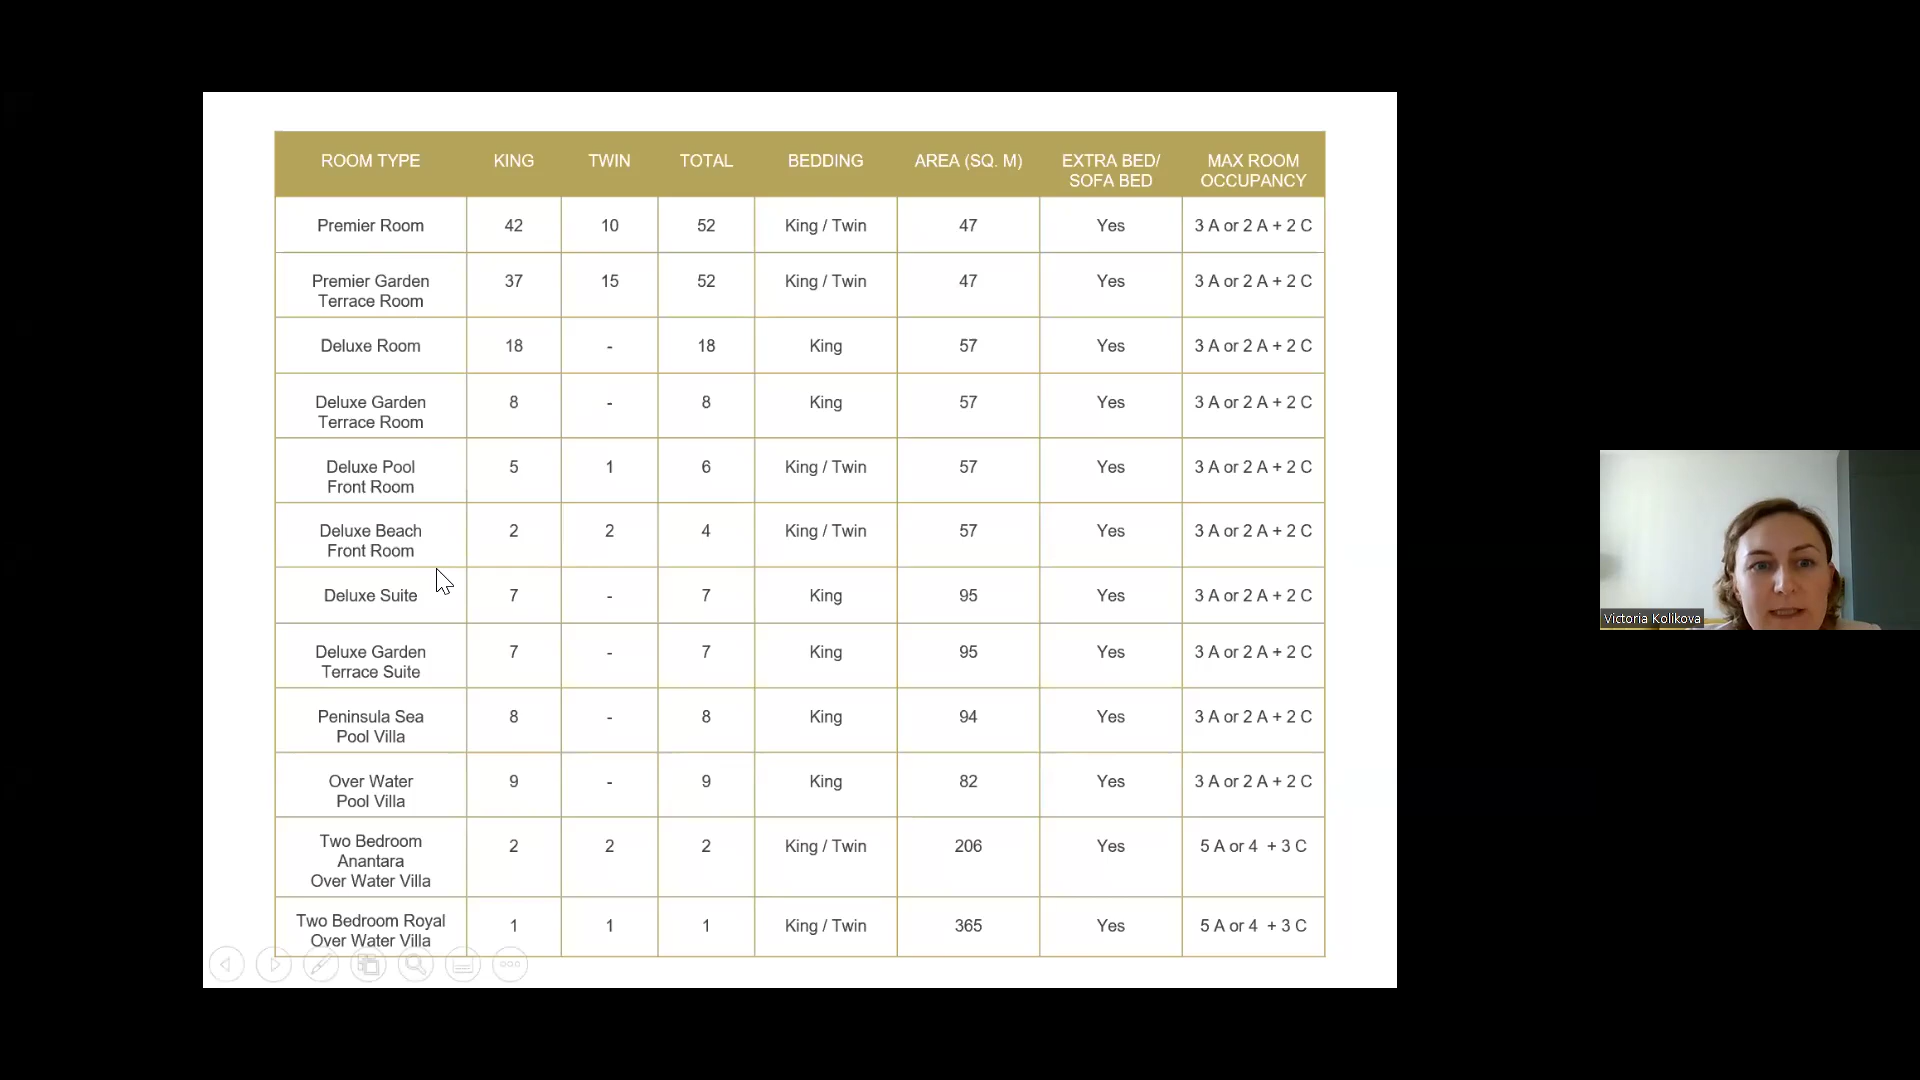 ROOM TYPE KING TWIN TOTAL BEDDING AREA (SQ. M) EXTRA BED/ SOFA BED MAX ROOM OCCUPANCY
Premier Room 42 10 52 King / Twin 47 Yes 3 A or 2 A + 2 C
Premier Garden Terrace Room 37 15 52 King / Twin 47 Yes 3 A or 2 A + 2 C
Deluxe Room 18 - 18 King 57 Yes 3 A or 2 A + 2 C
Deluxe Garden Terrace Room 8 - 8 King 57 Yes 3 A or 2 A + 2 C
Deluxe Pool Front Room 5 1 6 King / Twin 57 Yes 3 A or 2 A + 2 C
Deluxe Beach Front Room 2 2 4 King / Twin 57 Yes 3 A or 2 A + 2 C
Deluxe Suite 7 - 7 King 95 Yes 3 A or 2 A + 2 C
Deluxe Garden Terrace Suite 7 - 7 King 95 Yes 3 A or 2 A + 2 C
Peninsula Sea Pool Villa 8 - 8 King 94 Yes 3 A or 2 A + 2 C
Over Water Pool Villa 9 - 9 King 82 Yes 3 A or 2 A + 2 C
Two Bedroom Anantara Over Water Villa 2 2 2 King / Twin 206 Yes 5 A or 4 + 3 C
Two Bedroom Royal Over Water Villa 1 1 1 King / Twin 365 Yes 5 A or 4 + 3 C
Victoria Kolikova